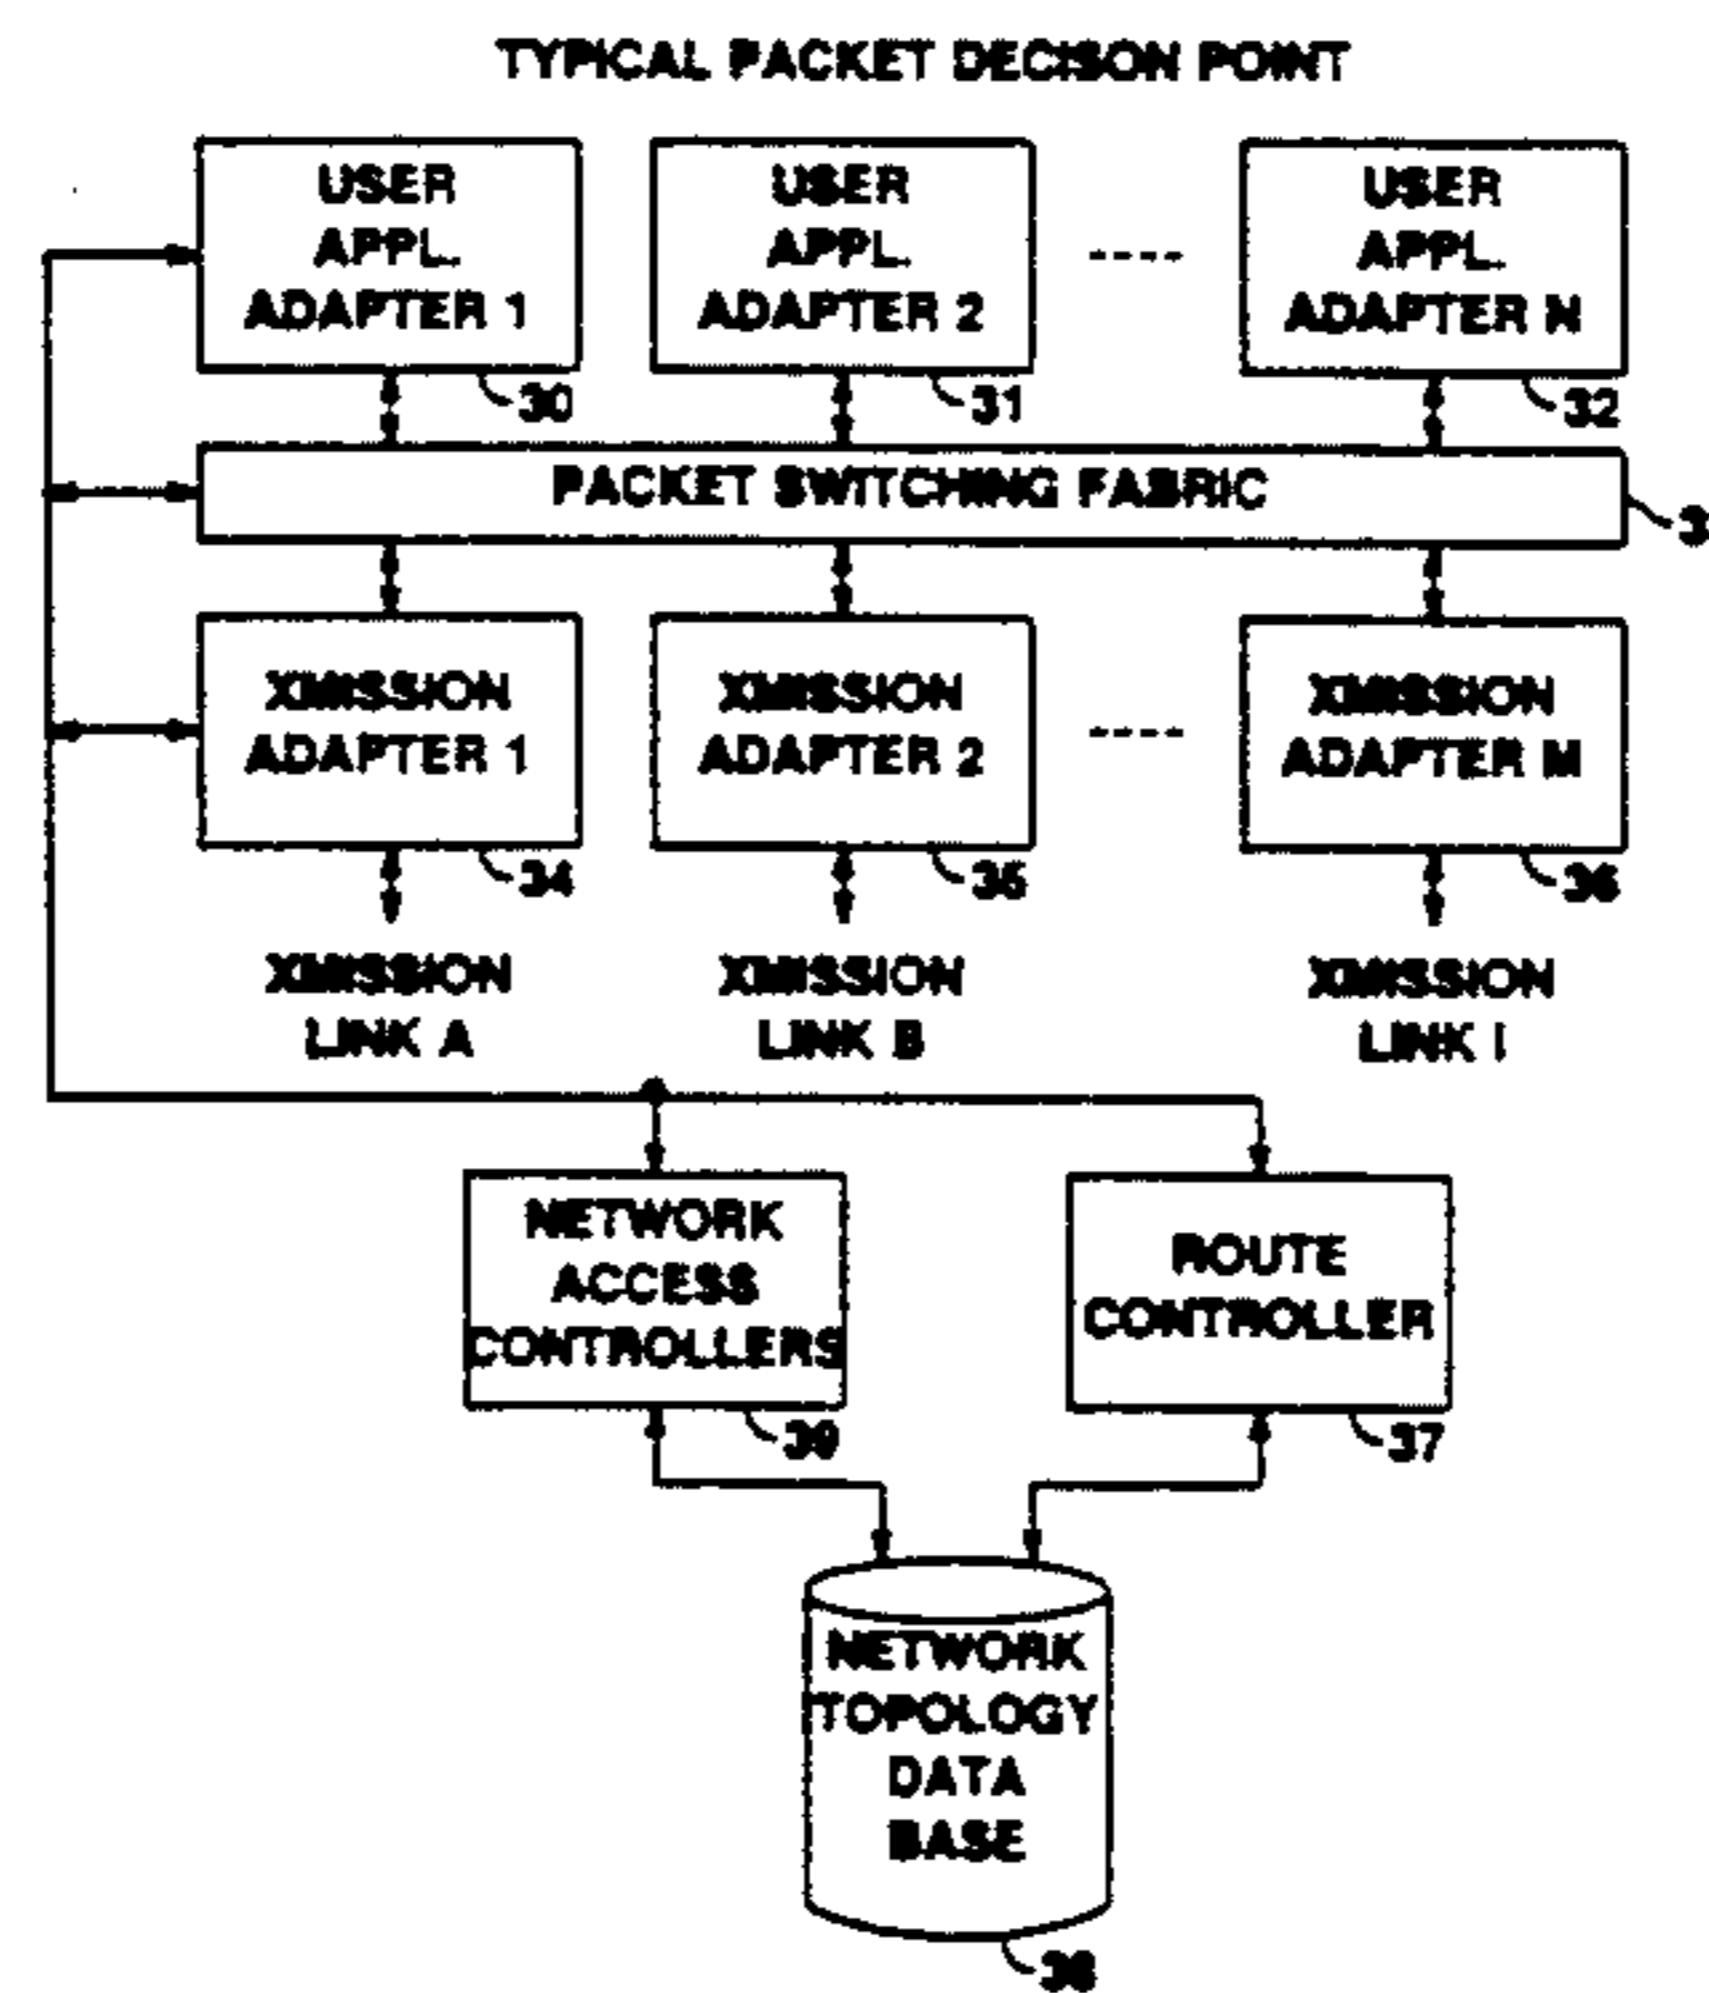 TYPICAL PACKET DECISON POINT
USER
APPL.
ADAPTER 1
30
USER
APPL.
ADAPTER 2
31
----
USER
APPL.
ADAPTER N
32
PACKET SWITCHING FABRIC
3
XMISSION
ADAPTER 1
34
XMISSION
ADAPTER 2
35
----
XMISSION
ADAPTER M
36
XMISSION
LINK A
XMISSION
LINK B
XMISSION
LINK I
NETWORK
ACCESS
CONTROLLERS
39
ROUTE
CONTROLLER
37
NETWORK
TOPOLOGY
DATA
BASE
38